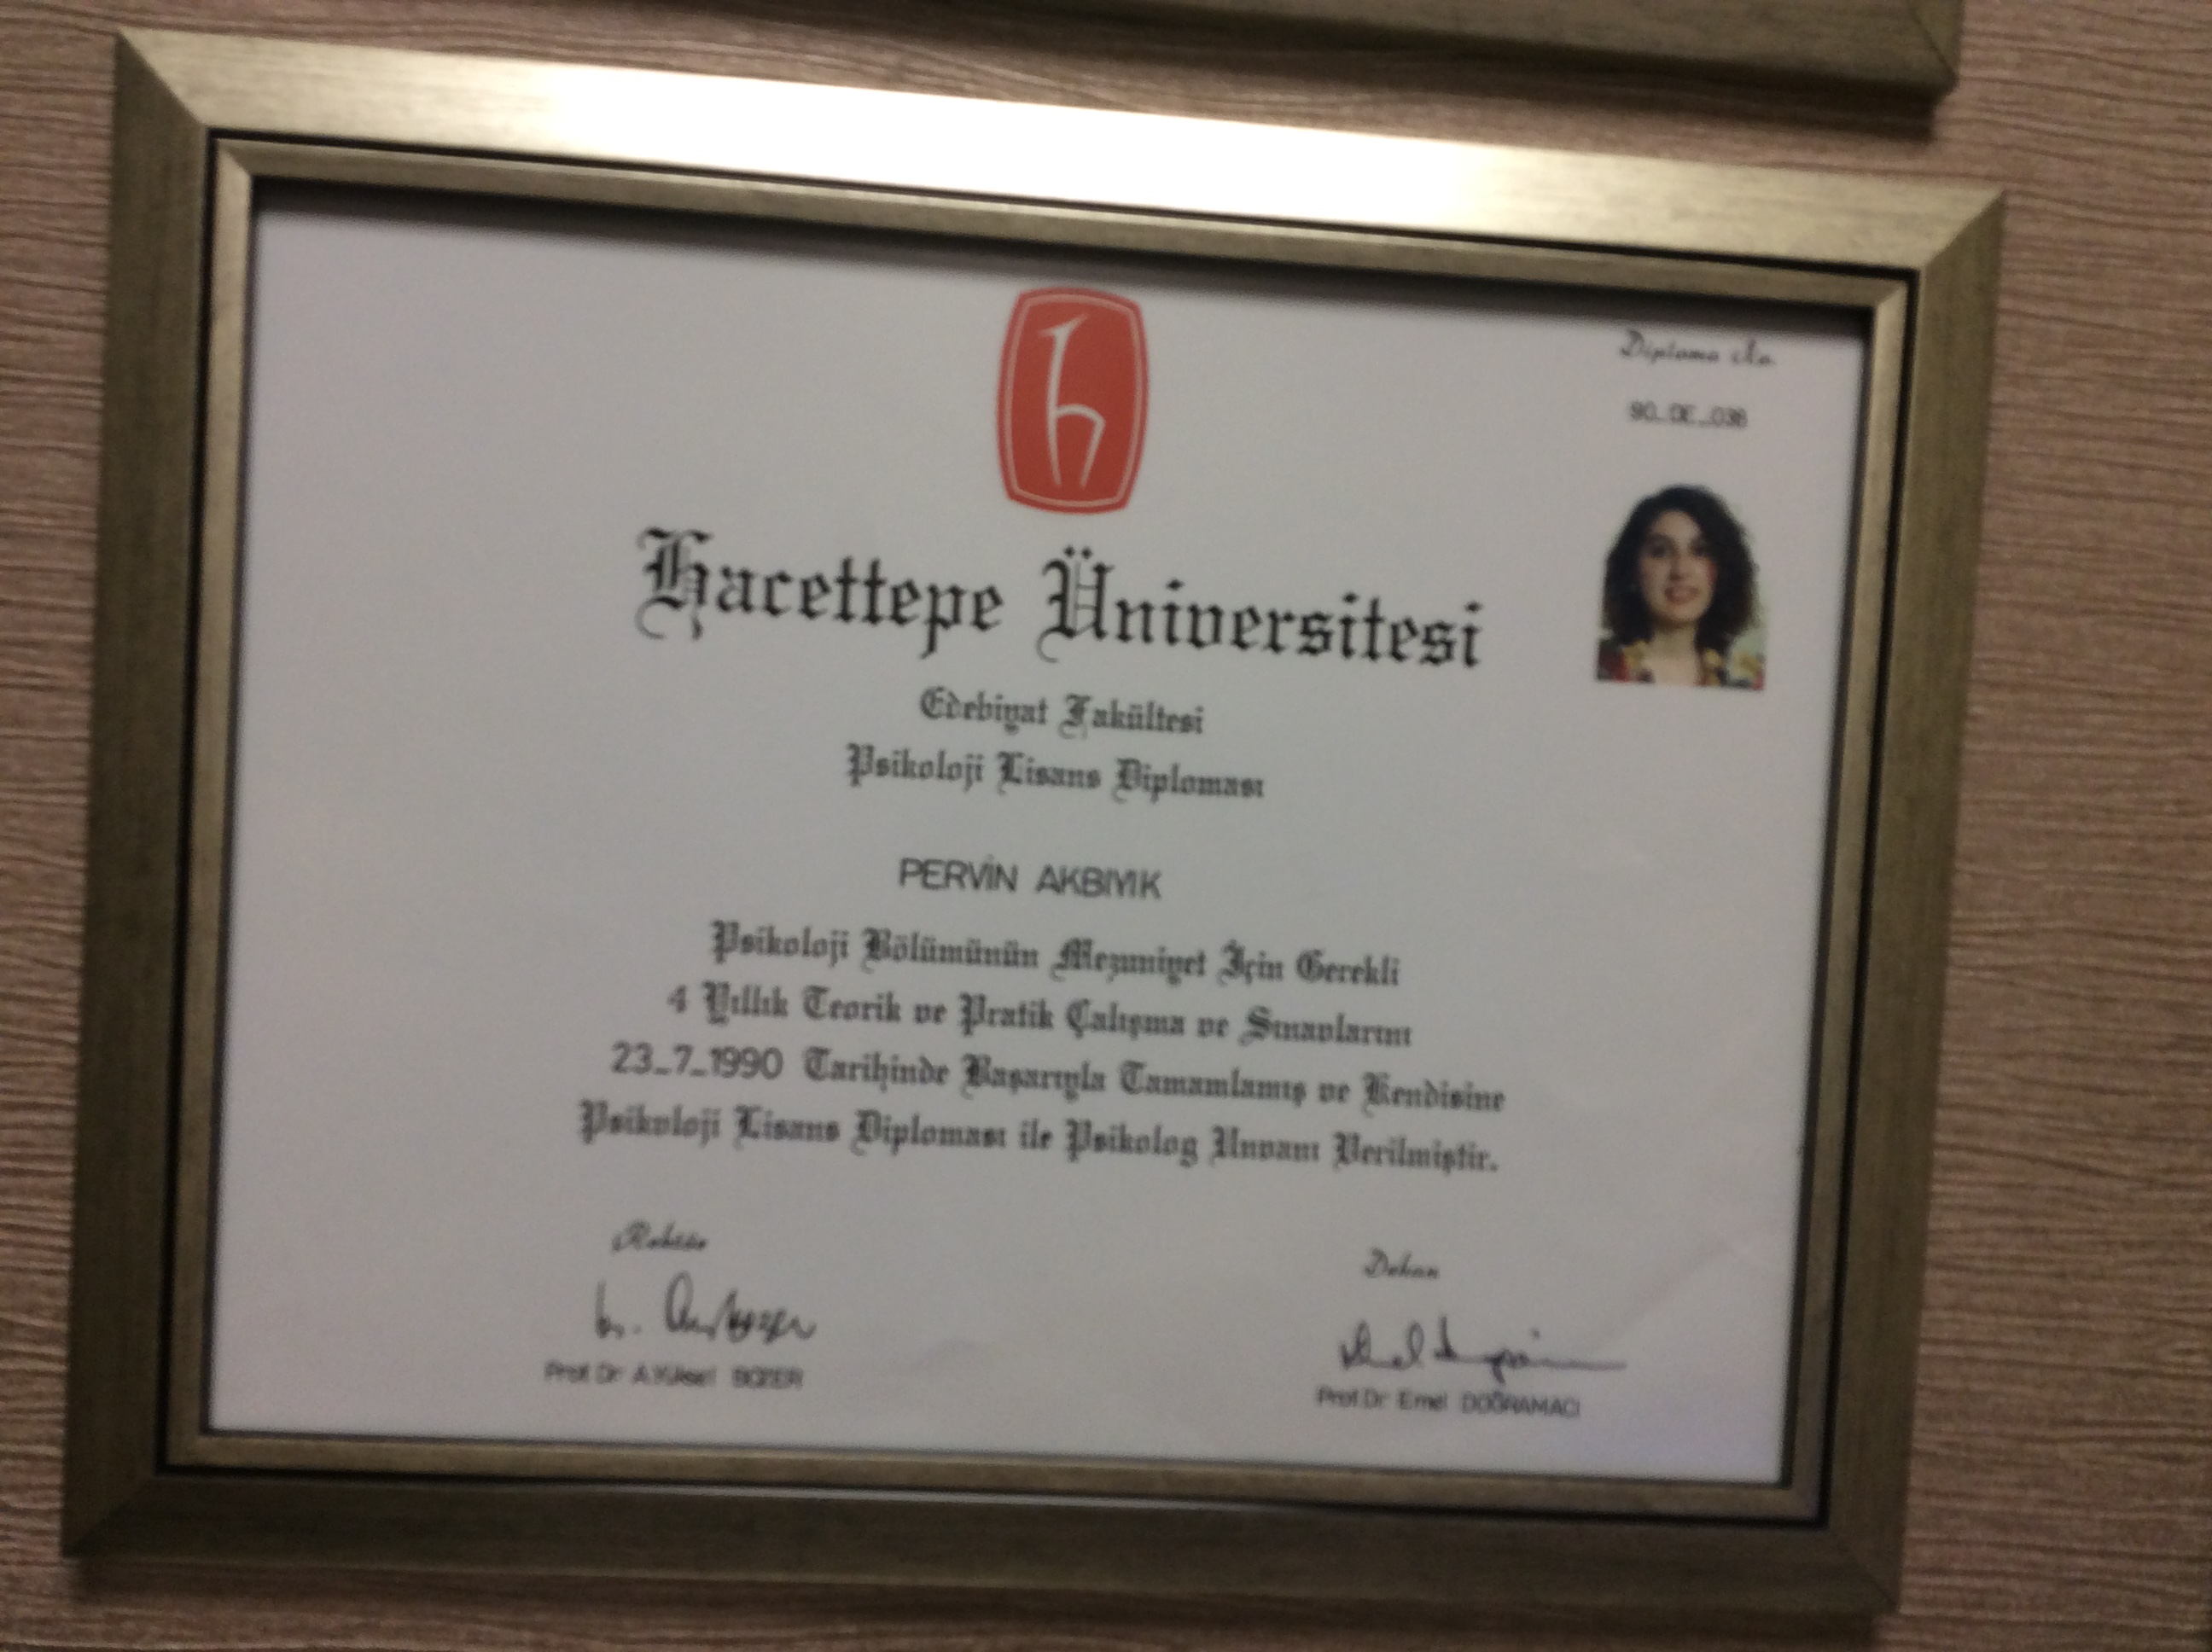 Diploma No.
Hacettepe Üniversitesi
Edebiyat Fakültesi
Psikoloji Lisans Diploması
PERVİN AKBIYIK
Psikoloji Bölümünün Mezuniyet İçin Gerekli
4 Yıllık Teorik ve Pratik Çalışma ve Sınavlarını
23_7_1990 Tarihinde Başarıyla Tamamlamış ve Kendisine
Psikoloji Lisans Diploması ile Psikolog Unvanı Verilmiştir.
Rektör
Dekan
Prof. Dr. A.Yüksel BOZER
Prof.Dr. Emel DOĞRAMACI